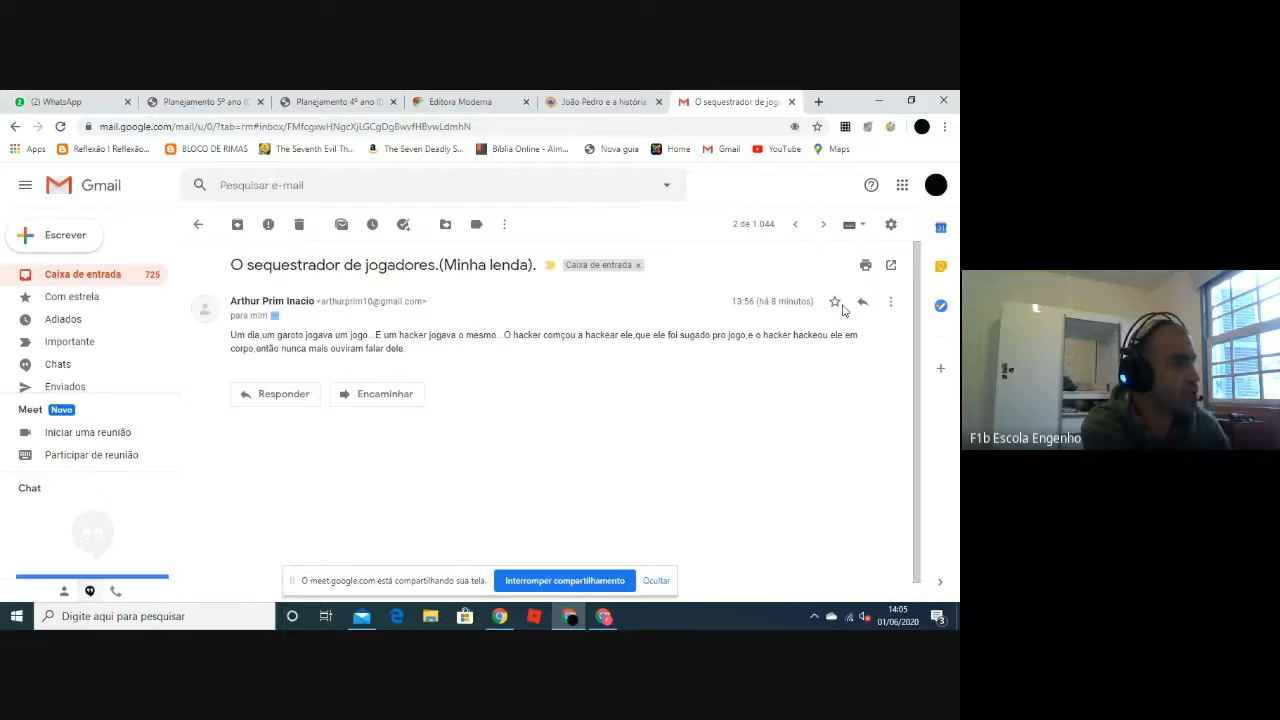 (2) WhatsApp
Planejamento 5º ano (
Planejamento 4º ano (
Editora Moderna
João Pedro e a história
O sequestrador de joga
mail.google.com/mail/u/0/?tab=rm#inbox/FMfcgxwHNgcXjLGCgDgBwvfHBvwLdmhN
Apps
Reflexão ! Reflexão...
BLOCO DE RIMAS
The Seventh Evil Th...
The Seven Deadly S...
Bíblia Online - Alm...
Nova guia
Home
Gmail
YouTube
Maps
Gmail
Pesquisar e-mail
Escrever
2 de 1.044
Caixa de entrada 725
Com estrela
Adiados
Importante
Chats
Enviados
Meet Novo
Iniciar uma reunião
Participar de reunião
Chat
O sequestrador de jogadores.(Minha lenda).
Caixa de entrada x
Arthur Prim Inacio <arthurprim10@gmail.com>
13:56 (há 8 minutos)
para mim
Um dia,um garoto jogava um jogo...E um hacker jogava o mesmo...O hacker comçou a hackear ele,que ele foi sugado pro jogo,e o hacker hackeou ele em
corpo,então nunca mais ouviram falar dele.
Responder
Encaminhar
O meet.google.com está compartilhando sua tela.
Interromper compartilhamento
Ocultar
Digite aqui para pesquisar
14:05
01/06/2020
3
F1b Escola Engenho